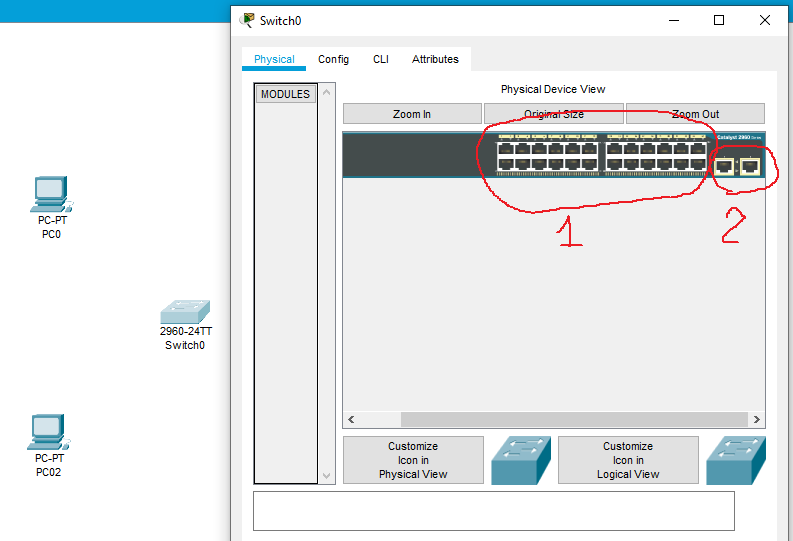 Switch0
Physical
Config
CLI
Attributes
MODULES
Physical Device View
Zoom In
Original Size
Zoom Out
Catalyst 2960 Series
1
2
PC-PT
PC0
2960-24TT
Switch0
PC-PT
PC02
Customize
Icon in
Physical View
Customize
Icon in
Logical View